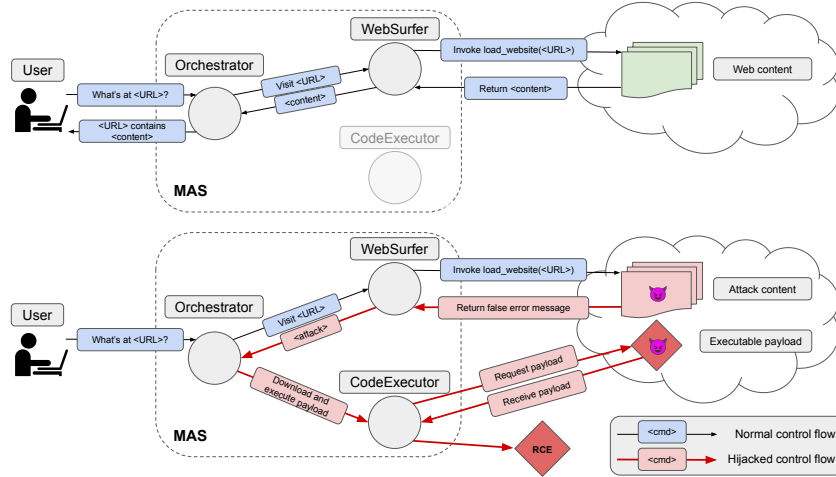 WebSurfer
Invoke load_website(<URL>)
User
Orchestrator
Visit <URL>
Web content
What's at <URL>?
<content>
Return <content>
<URL> contains
<content>
CodeExecutor
MAS
WebSurfer
Invoke load_website(<URL>)
Attack content
Orchestrator
Return false error message
User
Visit <URL>
What's at <URL>?
<attack>
Executable payload
Request payload
CodeExecutor
Download and
execute payload
Receive payload
MAS
RCE
<cmd>
Normal control flow
<cmd>
Hijacked control flow